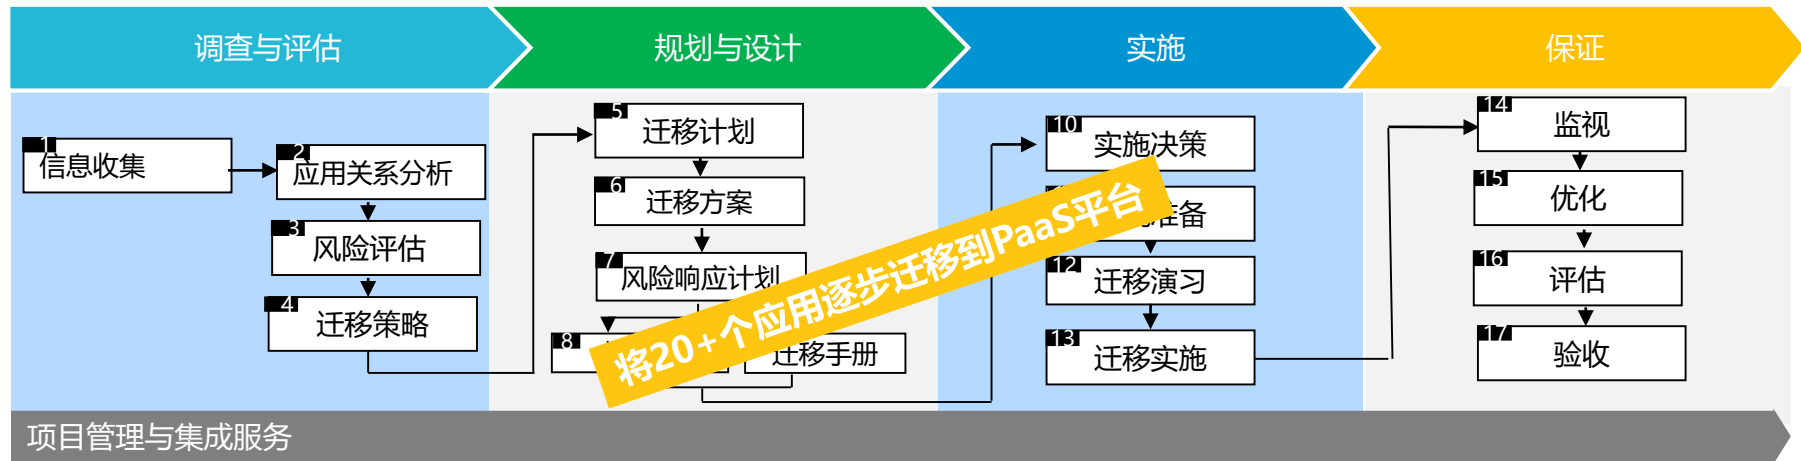 调查与评估
规划与设计
实施
保证
1
信息收集
2
应用关系分析
3
风险评估
4
迁移策略
5
迁移计划
6
迁移方案
7
风险响应计划
8
迁移手册
10
实施决策
准备
12
迁移演习
13
迁移实施
14
监视
15
优化
16
评估
17
验收
将20+个应用逐步迁移到PaaS平台
项目管理与集成服务